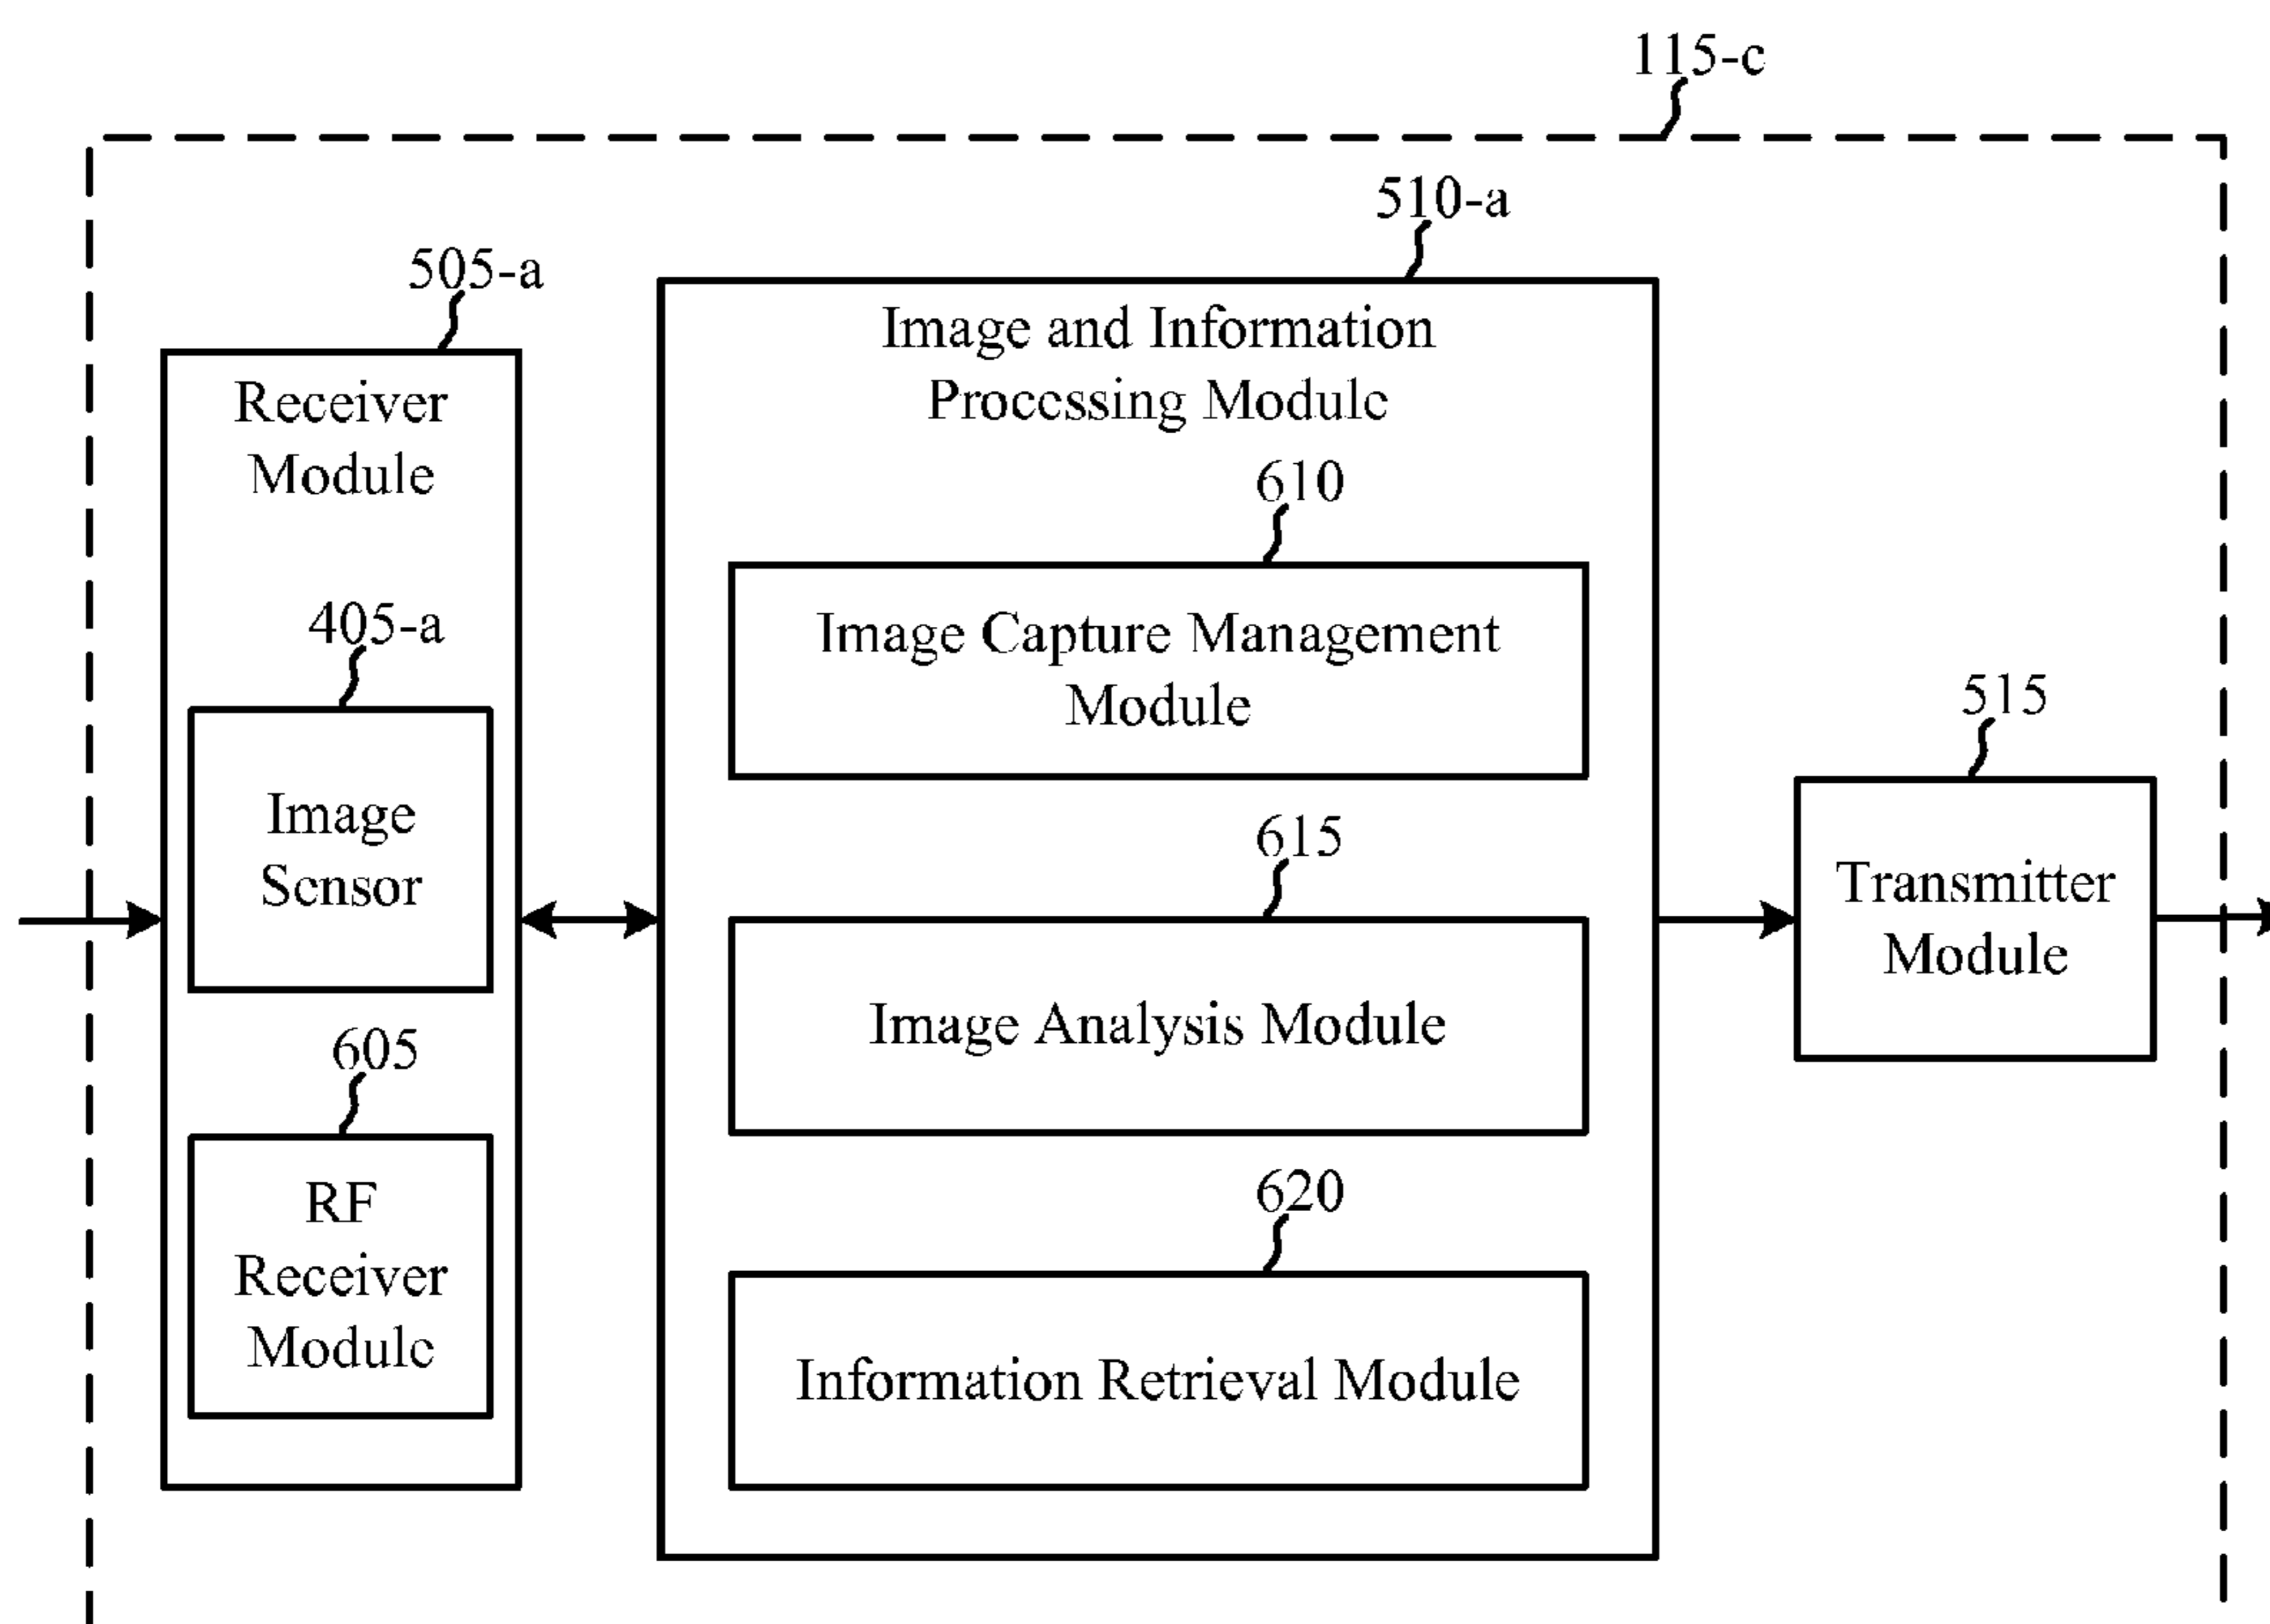 115-c
510-a
505-a
Image and Information
Processing Module
Receiver
Module
610
405-a
Image Capture Management
Module
515
Image
Sensor
615
Transmitter
Module
605
Image Analysis Module
620
RF
Receiver
Module
Information Retrieval Module